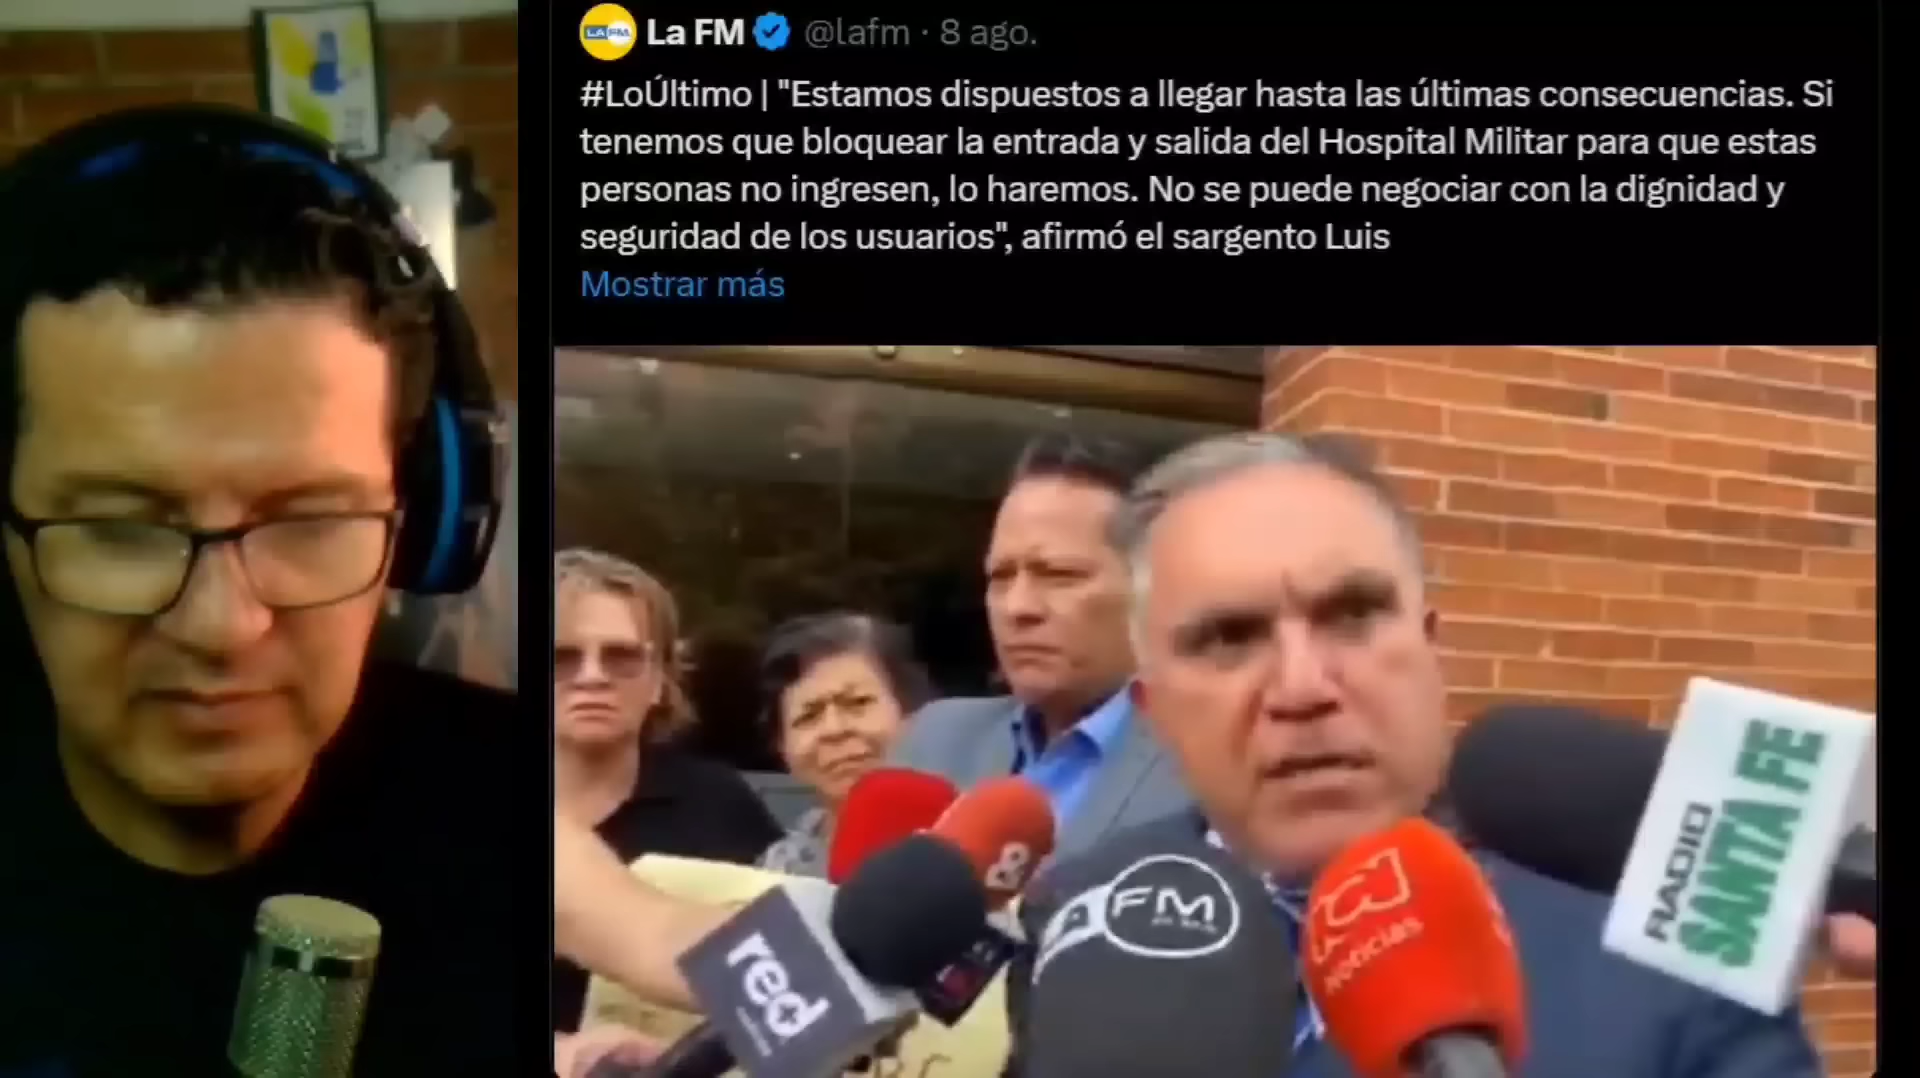 La FM @lafm · 8 ago.
#LoÚltimo | "Estamos dispuestos a llegar hasta las últimas consecuencias. Si
tenemos que bloquear la entrada y salida del Hospital Militar para que estas
personas no ingresen, lo haremos. No se puede negociar con la dignidad y
seguridad de los usuarios", afirmó el sargento Luis
Mostrar más
RADIO
SANTA FE
LA FM
LA
Noticias
red+